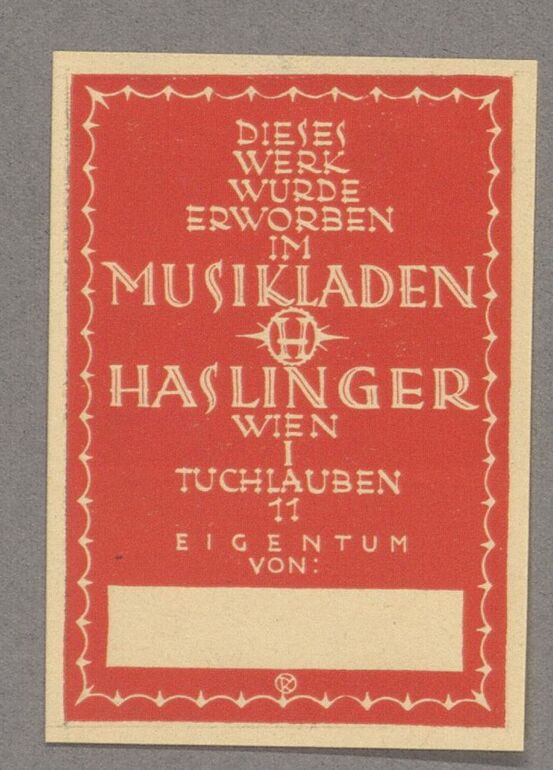 DIESES
WERK
WURDE
ERWORBEN
IM
MUSIKLADEN
H
HASLINGER
WIEN
I
TUCHLAUBEN
11
EIGENTUM
VON: